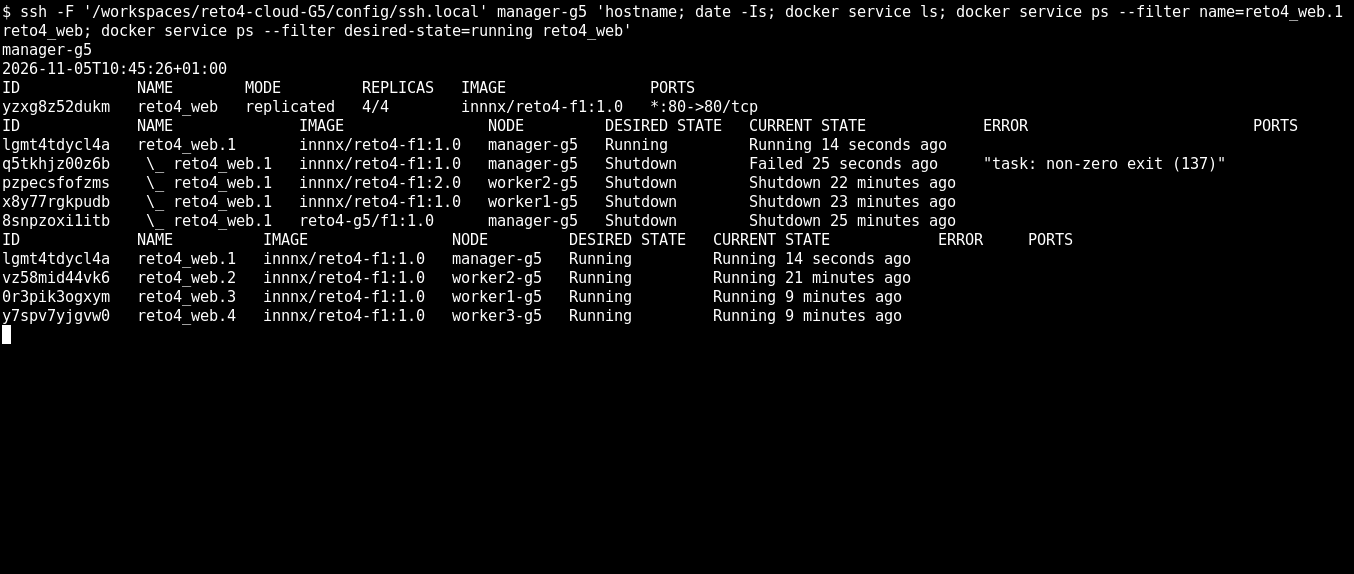 $ ssh -F '/workspaces/reto4-cloud-G5/config/ssh.local' manager-g5 'hostname; date -Is; docker service ls; docker service ps --filter name=reto4_web.1
reto4_web; docker service ps --filter desired-state=running reto4_web'
manager-g5
2026-11-05T10:45:26+01:00
ID             NAME        MODE         REPLICAS   IMAGE                PORTS
yzxg8z52dukm   reto4_web   replicated   4/4        innnx/reto4-f1:1.0   *:80->80/tcp
ID             NAME              IMAGE                NODE         DESIRED STATE   CURRENT STATE             ERROR                         PORTS
lgmt4tdycl4a   reto4_web.1       innnx/reto4-f1:1.0   manager-g5   Running         Running 14 seconds ago
q5tkhjz00z6b    \_ reto4_web.1   innnx/reto4-f1:1.0   manager-g5   Shutdown        Failed 25 seconds ago     "task: non-zero exit (137)"
pzpecsfofzms    \_ reto4_web.1   innnx/reto4-f1:2.0   worker2-g5   Shutdown        Shutdown 22 minutes ago
x8y77rgkpudb    \_ reto4_web.1   innnx/reto4-f1:1.0   worker1-g5   Shutdown        Shutdown 23 minutes ago
8snpzoxi1itb    \_ reto4_web.1   reto4-g5/f1:1.0      manager-g5   Shutdown        Shutdown 25 minutes ago
ID             NAME          IMAGE                NODE         DESIRED STATE   CURRENT STATE            ERROR     PORTS
lgmt4tdycl4a   reto4_web.1   innnx/reto4-f1:1.0   manager-g5   Running         Running 14 seconds ago
vz58mid44vk6   reto4_web.2   innnx/reto4-f1:1.0   worker2-g5   Running         Running 21 minutes ago
0r3pik3ogxym   reto4_web.3   innnx/reto4-f1:1.0   worker1-g5   Running         Running 9 minutes ago
y7spv7yjgvw0   reto4_web.4   innnx/reto4-f1:1.0   worker3-g5   Running         Running 9 minutes ago